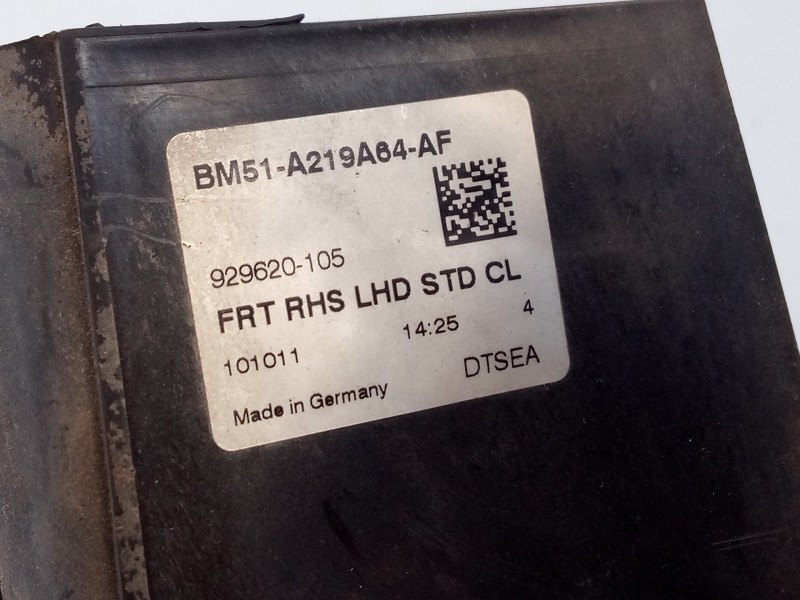 BM51-A219A64-AF
929620-105
FRT RHS LHD STD CL
101011 14:25 4
Made in Germany DTSEA